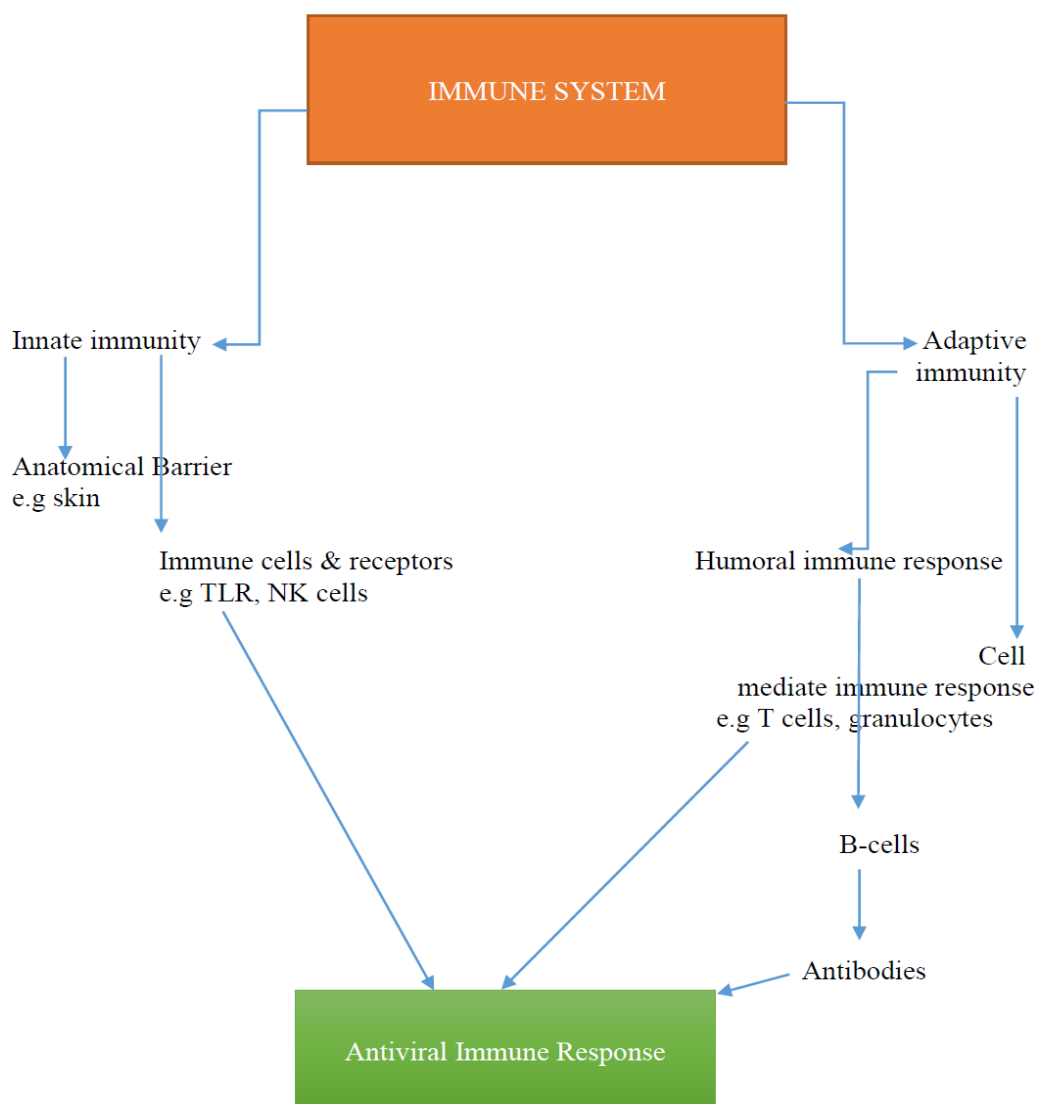 IMMUNE SYSTEM
Innate immunity
Adaptive
immunity
Anatomical Barrier
e.g skin
Immune cells & receptors
e.g TLR, NK cells
Humoral immune response
Cell
mediate immune response
e.g T cells, granulocytes
B-cells
Antibodies
Antiviral Immune Response